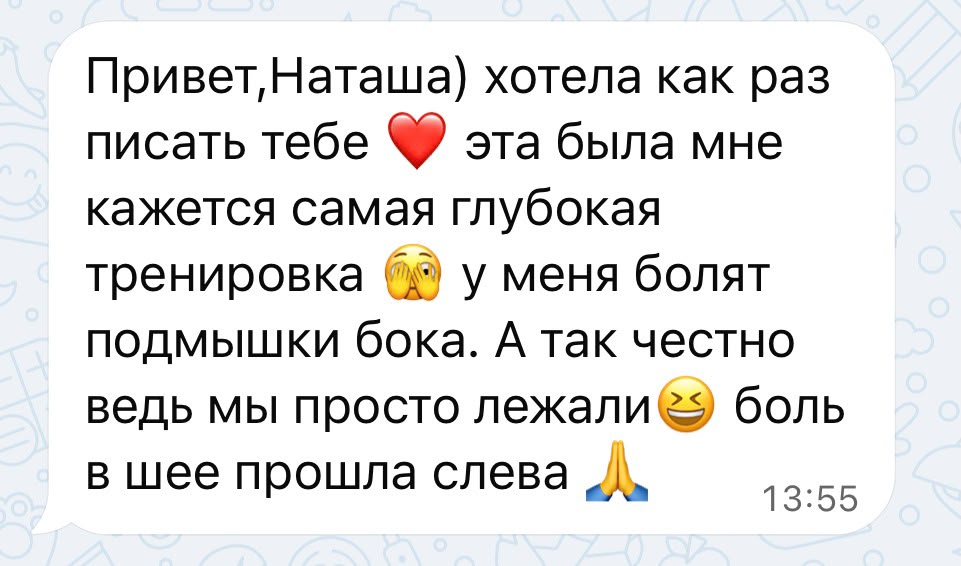 Привет,Наташа) хотела как раз
писать тебе ❤️ эта была мне
кажется самая глубокая
тренировка 🫣 у меня болят
подмышки бока. А так честно
ведь мы просто лежали😆 боль
в шее прошла слева 🙏
13:55